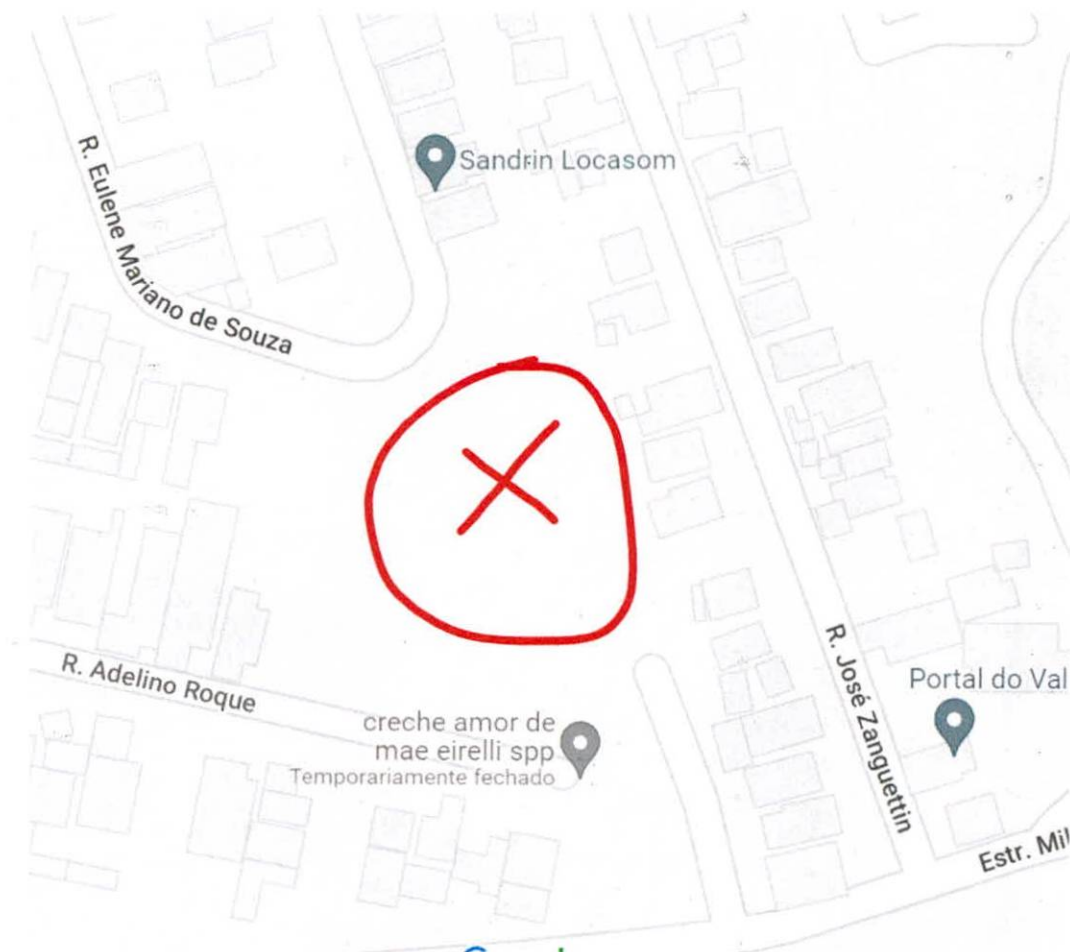 Sandrin Locasom
R. Eulene Mariano de Souza
R. Adelino Roque
creche amor de
mae eirelli spp
Temporariamente fechado
R. José Zanguettin
Portal do Val
Estr. Mil